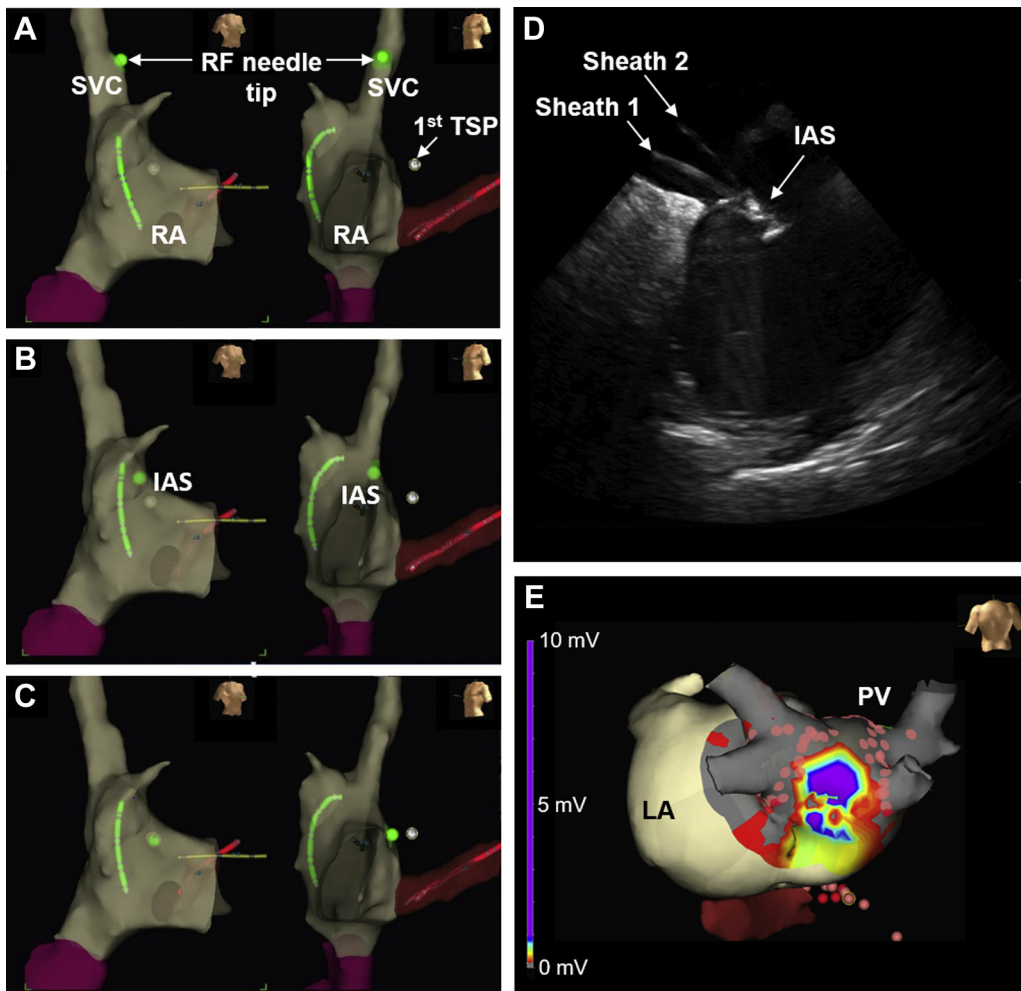 A
RF needle
tip
SVC
SVC
1st TSP
RA
RA
B
IAS
IAS
C
D
Sheath 2
Sheath 1
IAS
E
10 mV
PV
5 mV
LA
0 mV